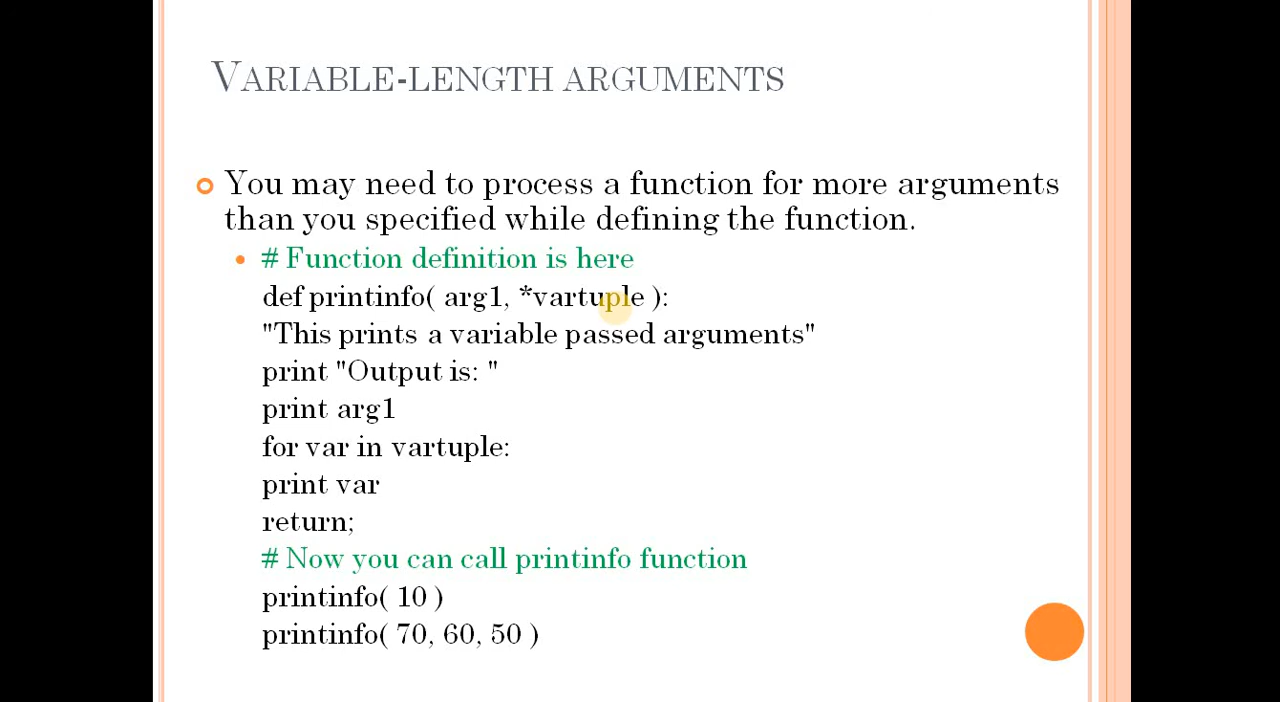 VARIABLE-LENGTH ARGUMENTS
You may need to process a function for more arguments
than you specified while defining the function.
# Function definition is here
def printinfo( arg1, *vartuple ):
"This prints a variable passed arguments"
print "Output is: "
print arg1
for var in vartuple:
print var
return;
# Now you can call printinfo function
printinfo( 10 )
printinfo( 70, 60, 50 )